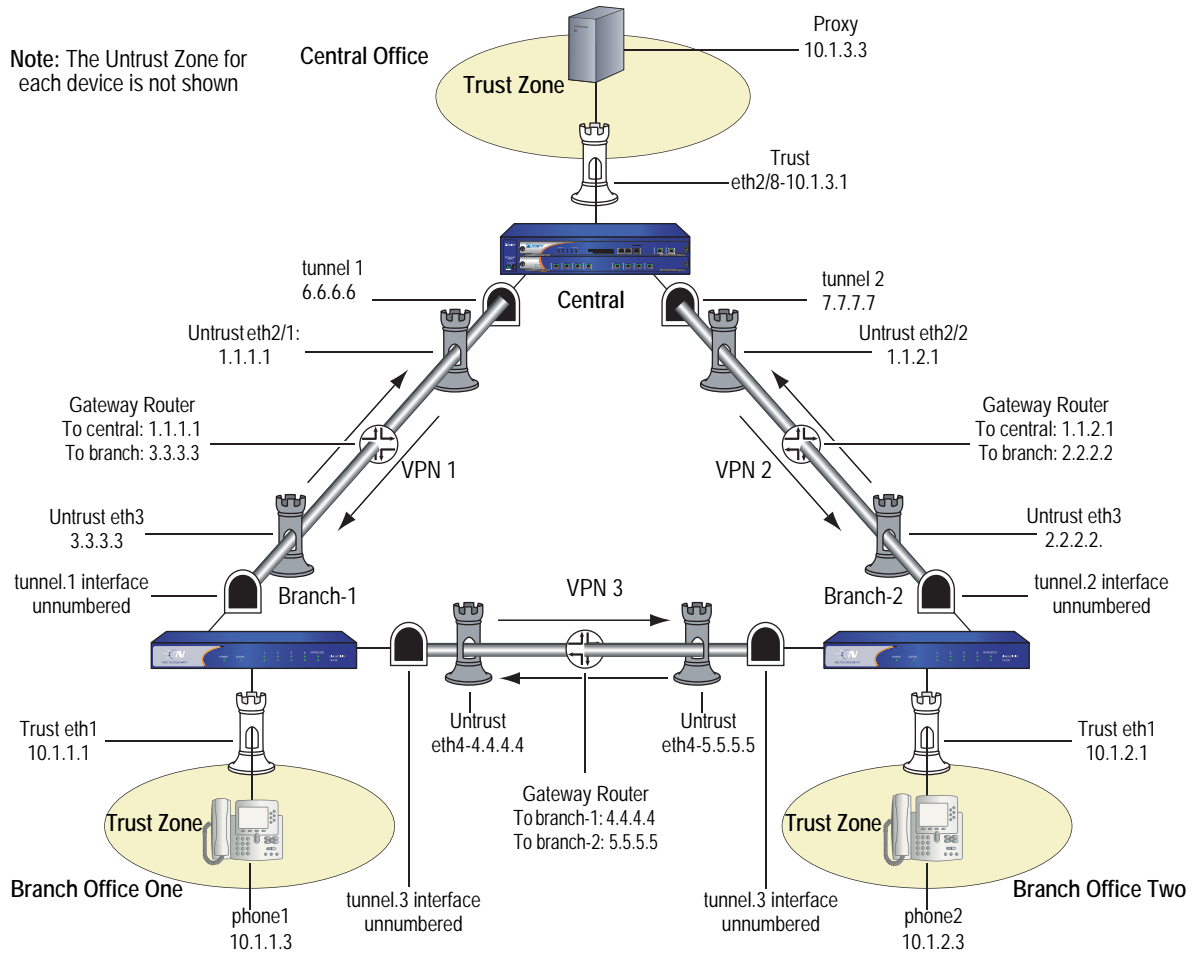 Note: The Untrust Zone for
each device is not shown
Central Office
Trust Zone
Proxy
10.1.3.3
Trust
eth2/8-10.1.3.1
tunnel 1
6.6.6.6
Central
tunnel 2
7.7.7.7
Untrust eth2/1:
1.1.1.1
Untrust eth2/2
1.1.2.1
Gateway Router
To central: 1.1.1.1
To branch: 3.3.3.3
VPN 1
VPN 2
Gateway Router
To central: 1.1.2.1
To branch: 2.2.2.2
Untrust eth3
3.3.3.3
Untrust eth3
2.2.2.2.
tunnel.1 interface
unnumbered
Branch-1
VPN 3
Branch-2
tunnel.2 interface
unnumbered
Trust eth1
10.1.1.1
Untrust
eth4-4.4.4.4
Untrust
eth4-5.5.5.5
Trust eth1
10.1.2.1
Gateway Router
To branch-1: 4.4.4.4
To branch-2: 5.5.5.5
Trust Zone
Trust Zone
Branch Office One
Branch Office Two
phone1
10.1.1.3
tunnel.3 interface
unnumbered
tunnel.3 interface
unnumbered
phone2
10.1.2.3